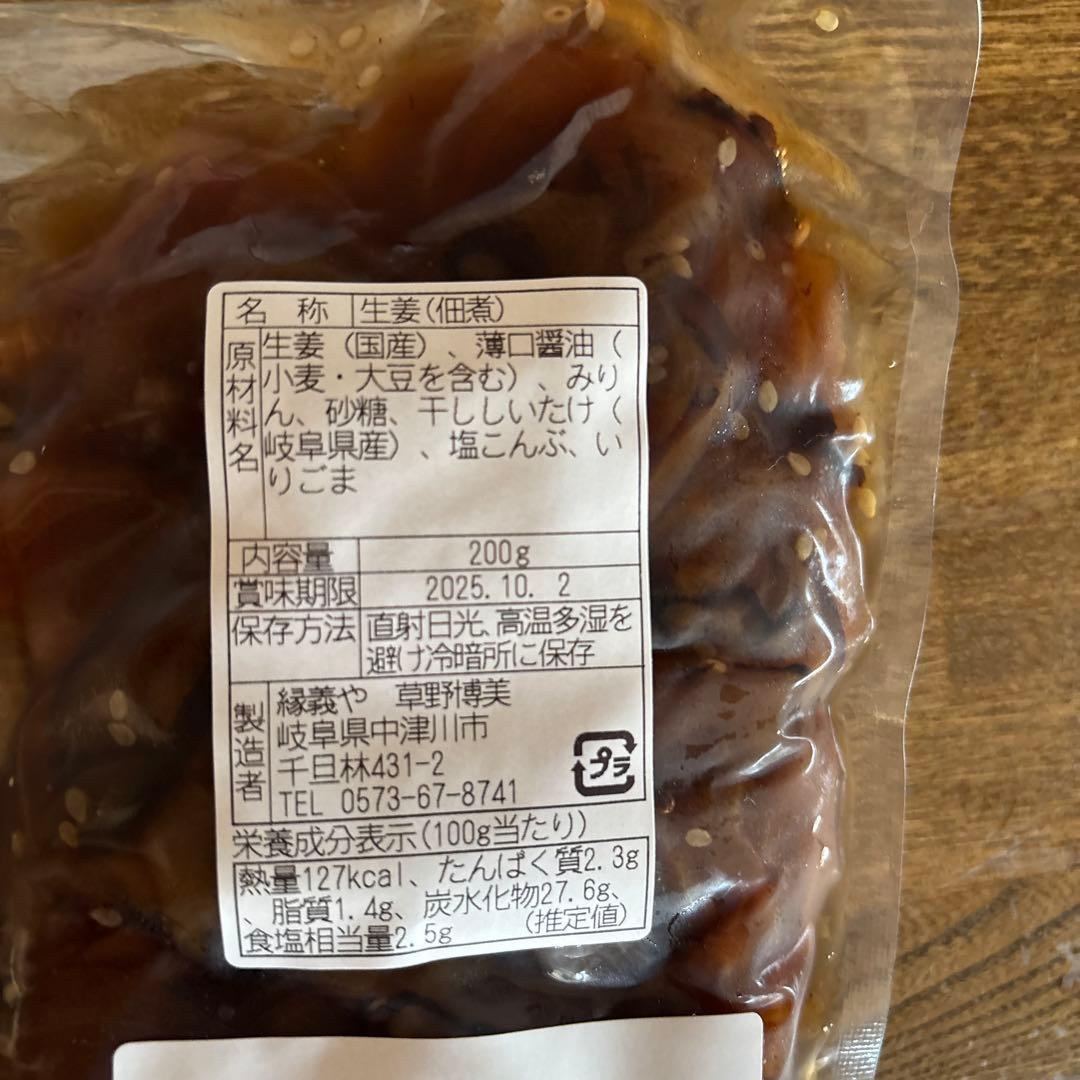 名称 生姜(佃煮)
原材料名 生姜（国産）、薄口醤油（
小麦・大豆を含む）、みり
ん、砂糖、干ししいたけ（
岐阜県産）、塩こんぶ、い
りごま
内容量 200g
賞味期限 2025.10. 2
保存方法 直射日光、高温多湿を
避け冷暗所に保存
製造者 縁義や 草野博美
岐阜県中津川市
千旦林431-2
TEL 0573-67-8741
プラ
栄養成分表示(100g当たり)
熱量127kcal、たんぱく質2.3g
、脂質1.4g、炭水化物27.6g、
食塩相当量2.5g (推定値)